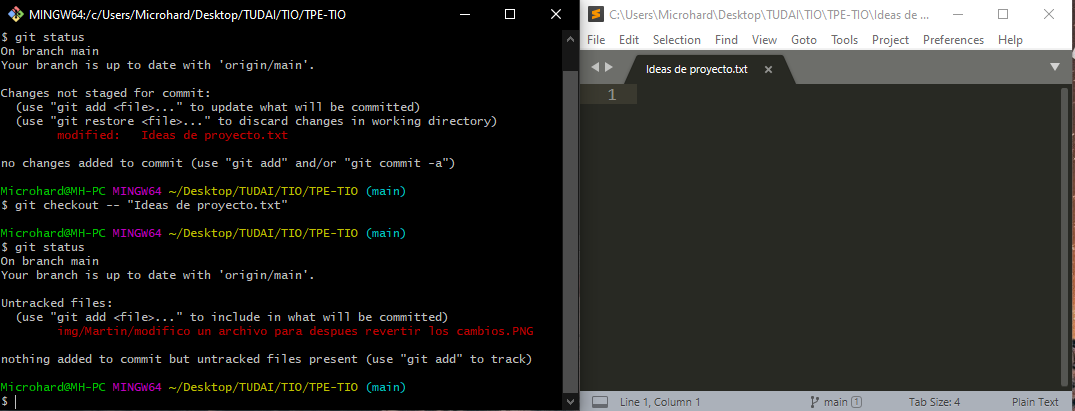 MINGW64:/c/Users/Microhard/Desktop/TUDAI/TIO/TPE-TIO
$ git status
On branch main
Your branch is up to date with 'origin/main'.
Changes not staged for commit:
(use "git add <file>..." to update what will be committed)
(use "git restore <file>..." to discard changes in working directory)
modified:   Ideas de proyecto.txt
no changes added to commit (use "git add" and/or "git commit -a")
Microhard@MH-PC MINGW64 ~/Desktop/TUDAI/TIO/TPE-TIO (main)
$ git checkout -- "Ideas de proyecto.txt"
Microhard@MH-PC MINGW64 ~/Desktop/TUDAI/TIO/TPE-TIO (main)
$ git status
On branch main
Your branch is up to date with 'origin/main'.
Untracked files:
(use "git add <file>..." to include in what will be committed)
img/Martin/modifico un archivo para despues revertir los cambios.PNG
nothing added to commit but untracked files present (use "git add" to track)
Microhard@MH-PC MINGW64 ~/Desktop/TUDAI/TIO/TPE-TIO (main)
$
C:\Users\Microhard\Desktop\TUDAI\TIO\TPE-TIO\Ideas de ...
File Edit Selection Find View Goto Tools Project Preferences Help
Ideas de proyecto.txt
1
Line 1, Column 1 main 1 Tab Size: 4 Plain Text